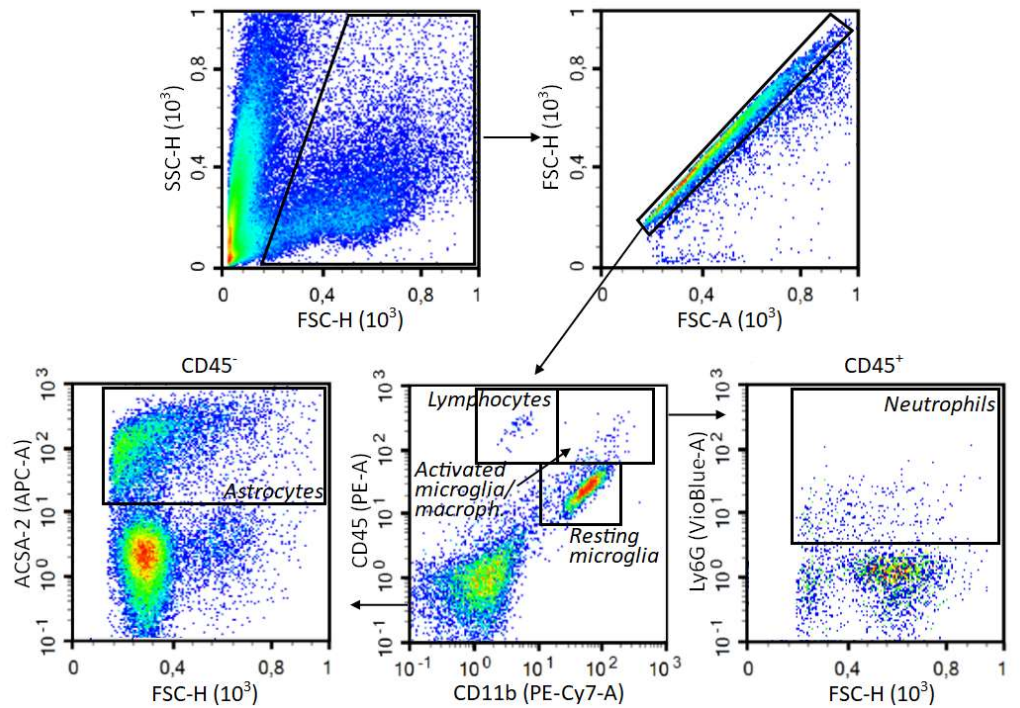 1
0,8
0,4
0
SSC-H (10³)
0
0,4
0,8
1
FSC-H (10³)
1
0,8
0,4
0
FSC-H (10³)
0
0,4
0,8
1
FSC-A (10³)
CD45⁻
10³
10²
10¹
10⁰
10⁻¹
ACSA-2 (APC-A)
Astrocytes
0
0,4
0,8
1
FSC-H (10³)
10³
10²
10¹
10⁰
10⁻¹
CD45 (PE-A)
Lymphocytes
Activated
microglia/
macroph.
Resting
microglia
10⁻¹
10⁰
10¹
10²
10³
CD11b (PE-Cy7-A)
CD45⁺
10³
10²
10¹
10⁰
10⁻¹
Ly6G (VioBlue-A)
Neutrophils
0
0,4
0,8
1
FSC-H (10³)